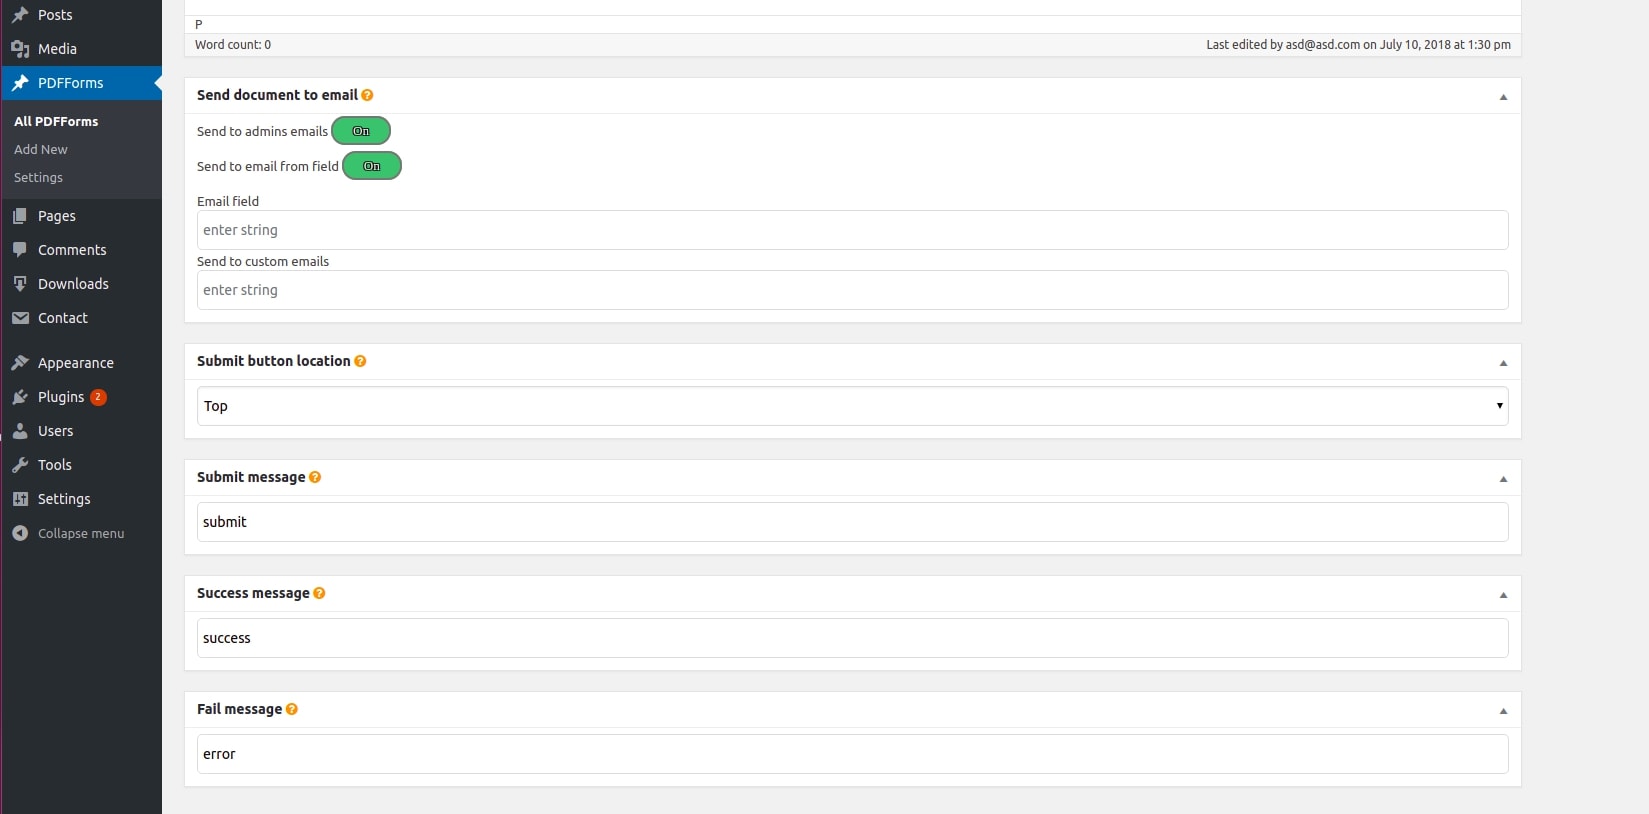 Posts
Media
PDFForms
All PDFForms
Add New
Settings
Pages
Comments
Downloads
Contact
Appearance
Plugins 2
Users
Tools
Settings
Collapse menu
P
Word count: 0
Last edited by asd@asd.com on July 10, 2018 at 1:30 pm
Send document to email ?
Send to admins emails On
Send to email from field On
Email field
enter string
Send to custom emails
enter string
Submit button location ?
Top
Submit message ?
submit
Success message ?
success
Fail message ?
error